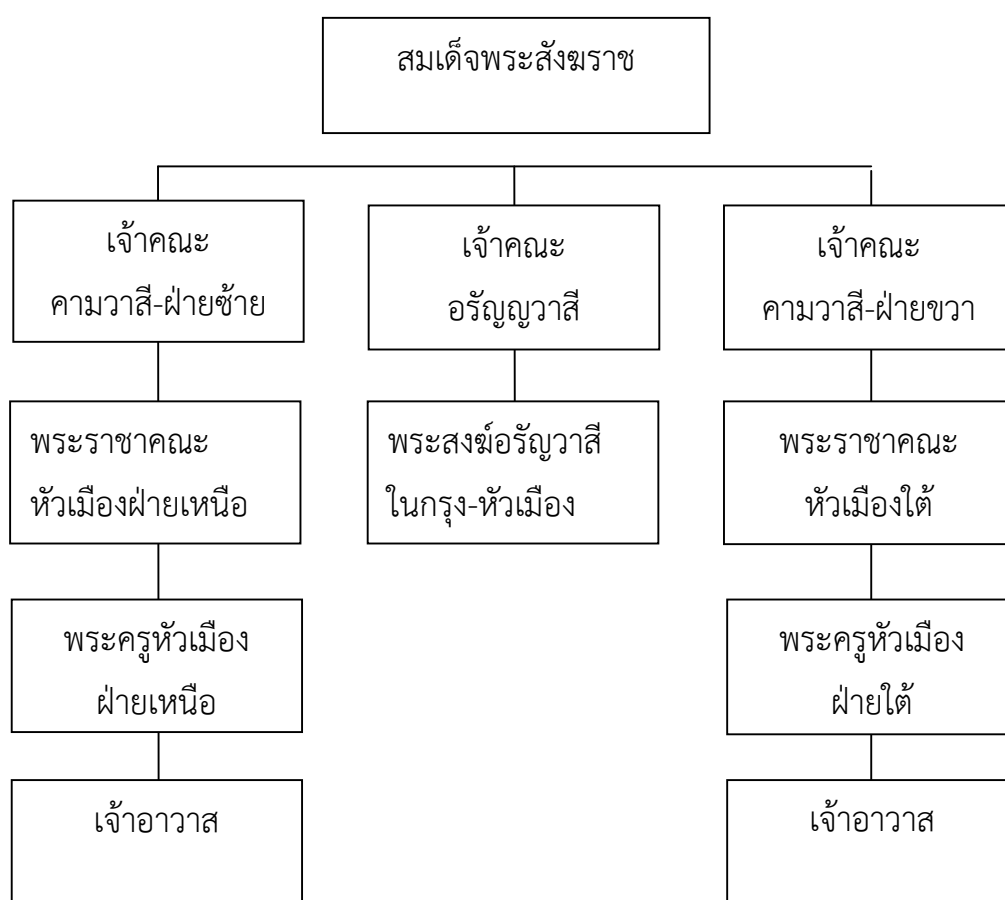 สมเด็จพระสังฆราช
เจ้าคณะ
คามวาสี-ฝ่ายซ้าย
เจ้าคณะ
อรัญญวาสี
เจ้าคณะ
คามวาสี-ฝ่ายขวา
พระราชาคณะ
หัวเมืองฝ่ายเหนือ
พระสงฆ์อรัญวาสี
ในกรุง-หัวเมือง
พระราชาคณะ
หัวเมืองใต้
พระครูหัวเมือง
ฝ่ายเหนือ
พระครูหัวเมือง
ฝ่ายใต้
เจ้าอาวาส
เจ้าอาวาส